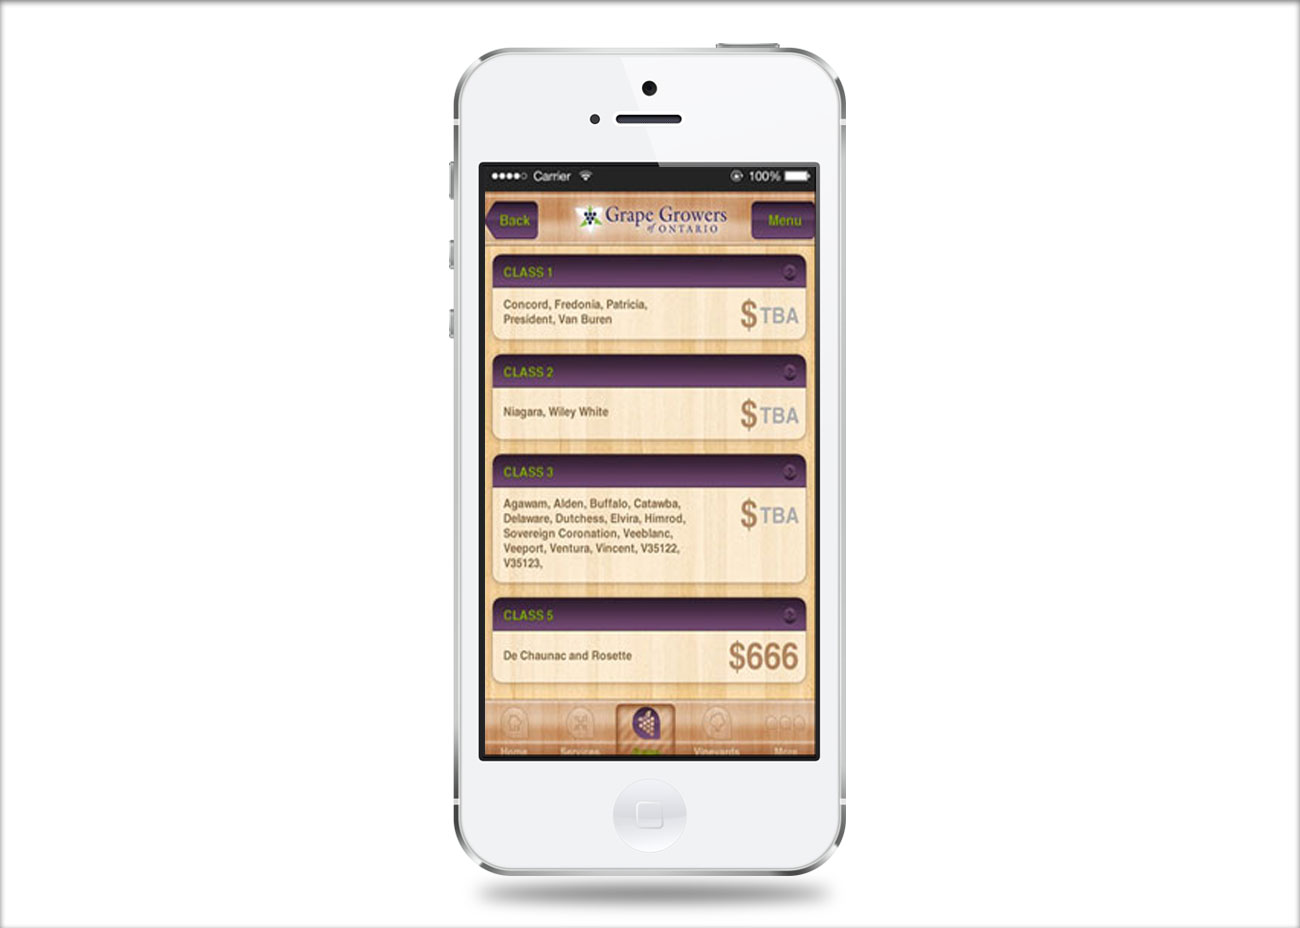 Carrier 100%
Back Grape Growers Menu
of ONTARIO
CLASS 1
Concord, Fredonia, Patricia,
President, Van Buren
$TBA
CLASS 2
Niagara, Wiley White
$TBA
CLASS 3
Agawam, Alden, Buffalo, Catawba,
Delaware, Dutchess, Elvira, Himrod,
Sovereign Coronation, Veeblanc,
Veeport, Ventura, Vincent, V35122,
V35123,
$TBA
CLASS 5
De Chaunac and Rosette
$666
Home Services Vineyards More